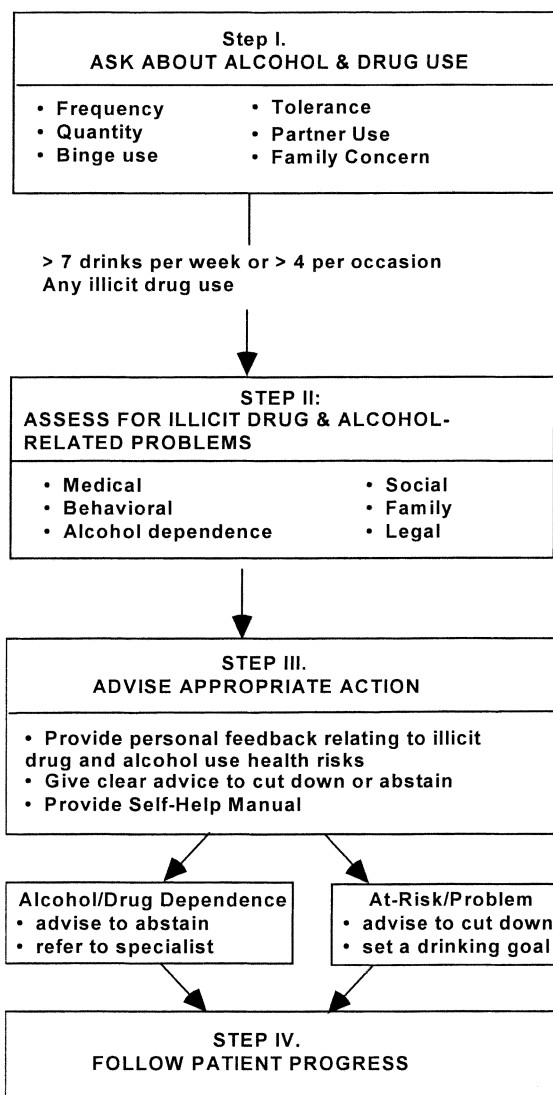 Step I.
ASK ABOUT ALCOHOL & DRUG USE
• Frequency
• Quantity
• Binge use
• Tolerance
• Partner Use
• Family Concern
> 7 drinks per week or > 4 per occasion
Any illicit drug use
STEP II:
ASSESS FOR ILLICIT DRUG & ALCOHOL-
RELATED PROBLEMS
• Medical
• Behavioral
• Alcohol dependence
• Social
• Family
• Legal
STEP III.
ADVISE APPROPRIATE ACTION
• Provide personal feedback relating to illicit
drug and alcohol use health risks
• Give clear advice to cut down or abstain
• Provide Self-Help Manual
Alcohol/Drug Dependence
• advise to abstain
• refer to specialist
At-Risk/Problem
• advise to cut down
• set a drinking goal
STEP IV.
FOLLOW PATIENT PROGRESS